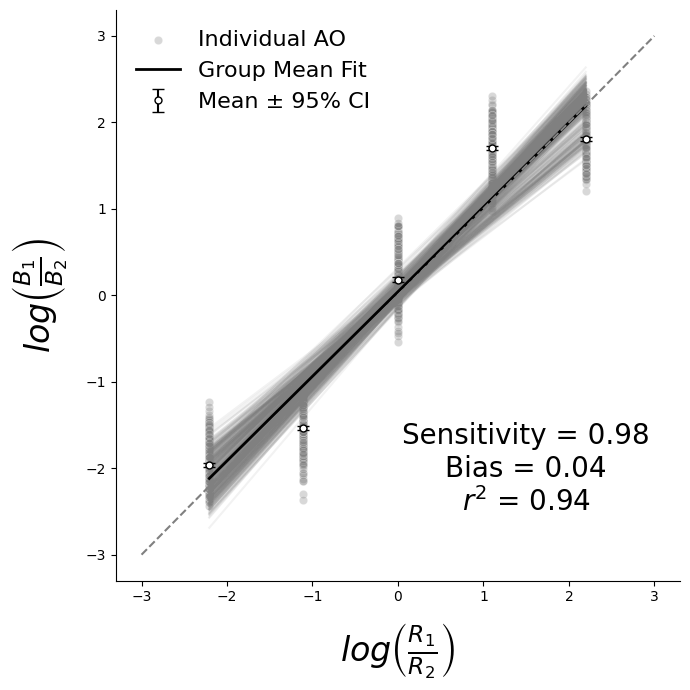 Individual AO
Group Mean Fit
Mean ± 95% CI
3
2
1
0
−1
−2
−3
log(B₁/B₂)
Sensitivity = 0.98
Bias = 0.04
r² = 0.94
−3 −2 −1 0 1 2 3
log(R₁/R₂)